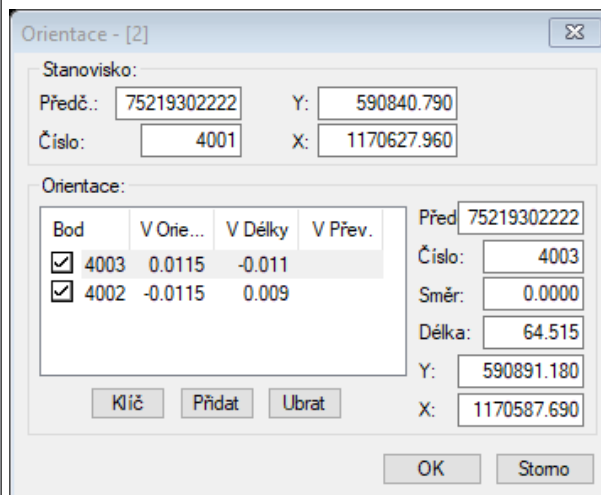 Orientace - [2]
Stanovisko:
Předč.: 75219302222 Y: 590840.790
Číslo: 4001 X: 1170627.960
Orientace:
Bod V Orie... V Délky V Přev.
4003 0.0115 -0.011
4002 -0.0115 0.009
Před 75219302222
Číslo: 4003
Směr: 0.0000
Délka: 64.515
Y: 590891.180
X: 1170587.690
Klíč Přidat Ubrat
OK Storno